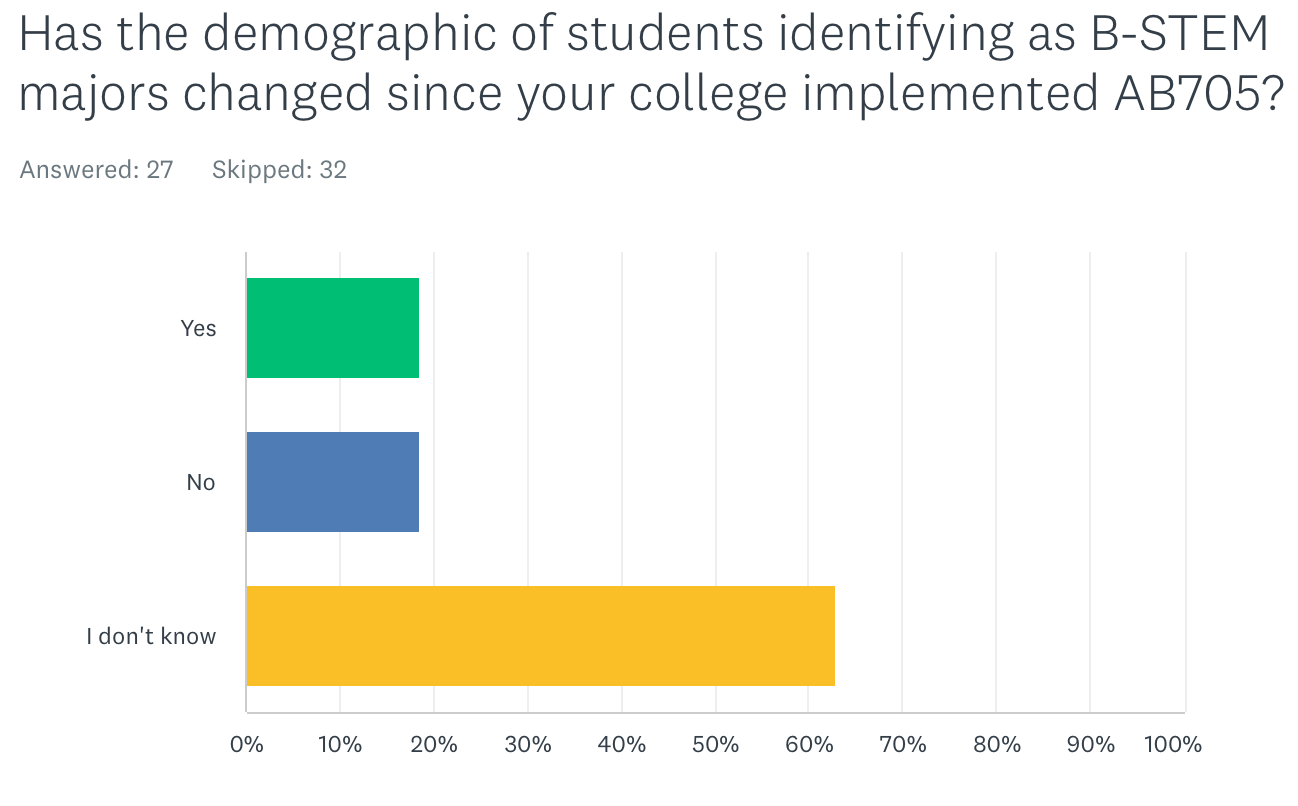 Has the demographic of students identifying as B-STEM
majors changed since your college implemented AB705?
Answered: 27 Skipped: 32
Yes
No
I don't know
0% 10% 20% 30% 40% 50% 60% 70% 80% 90% 100%